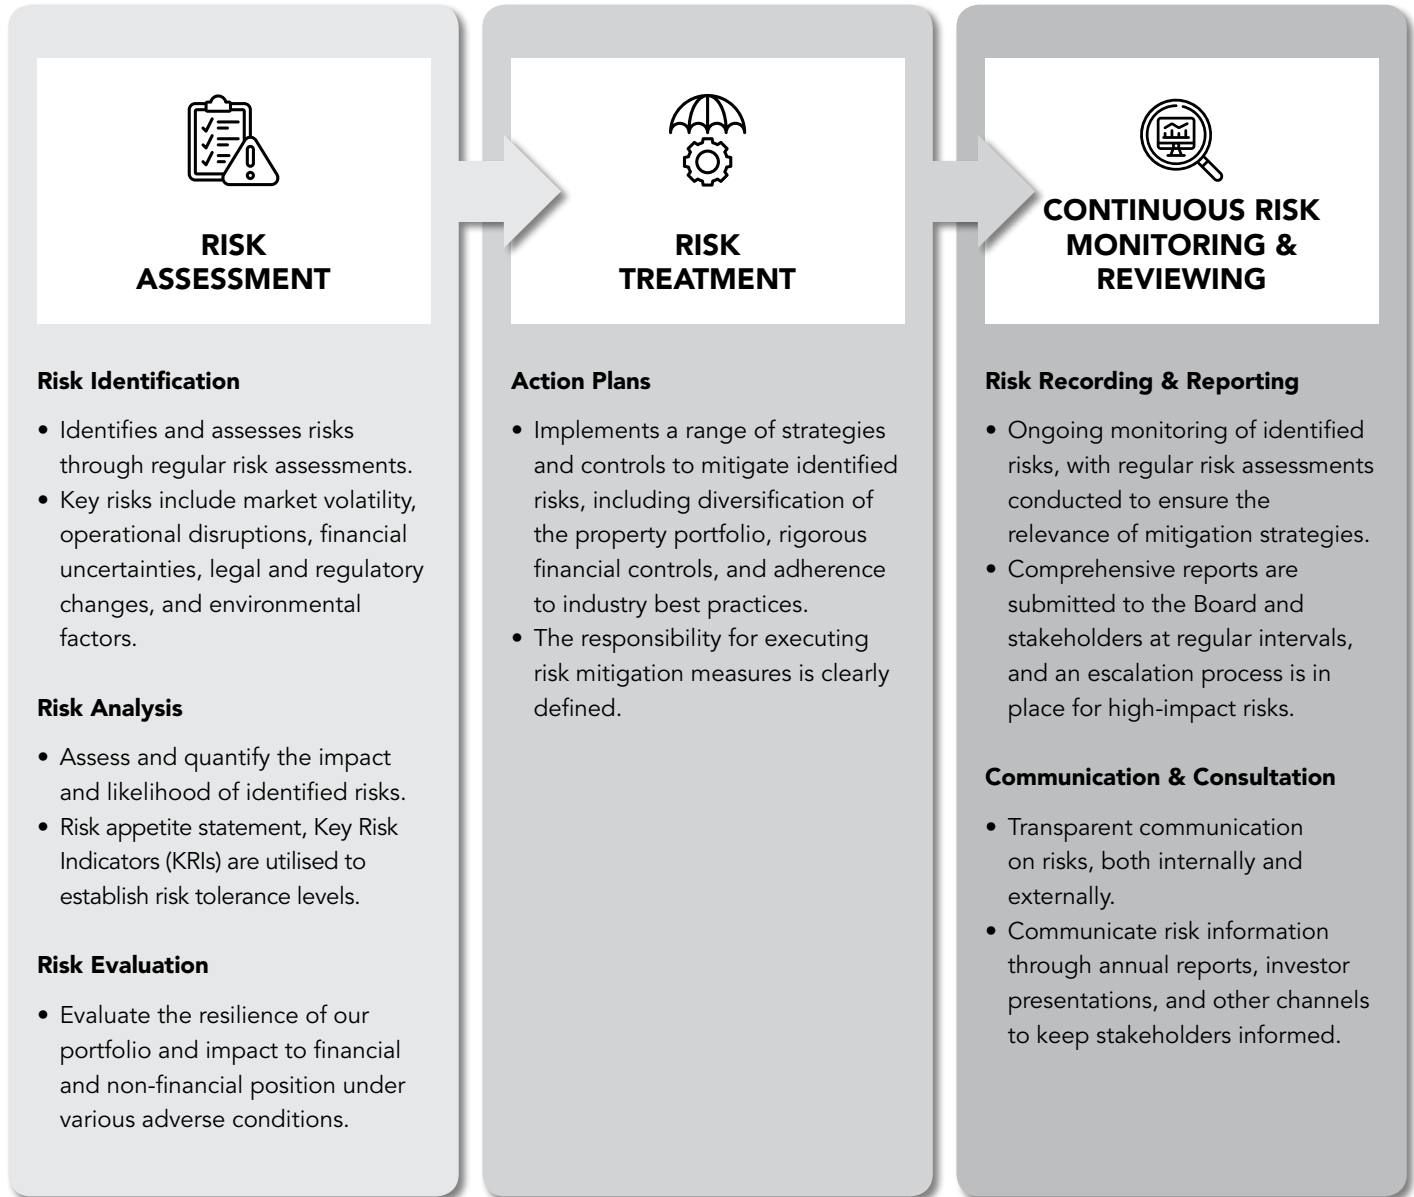 RISK
ASSESSMENT
Risk Identification
• Identifies and assesses risks
through regular risk assessments.
• Key risks include market volatility,
operational disruptions, financial
uncertainties, legal and regulatory
changes, and environmental
factors.
Risk Analysis
• Assess and quantify the impact
and likelihood of identified risks.
• Risk appetite statement, Key Risk
Indicators (KRIs) are utilised to
establish risk tolerance levels.
Risk Evaluation
• Evaluate the resilience of our
portfolio and impact to financial
and non-financial position under
various adverse conditions.
RISK
TREATMENT
Action Plans
• Implements a range of strategies
and controls to mitigate identified
risks, including diversification of
the property portfolio, rigorous
financial controls, and adherence
to industry best practices.
• The responsibility for executing
risk mitigation measures is clearly
defined.
CONTINUOUS RISK
MONITORING &
REVIEWING
Risk Recording & Reporting
• Ongoing monitoring of identified
risks, with regular risk assessments
conducted to ensure the
relevance of mitigation strategies.
• Comprehensive reports are
submitted to the Board and
stakeholders at regular intervals,
and an escalation process is in
place for high-impact risks.
Communication & Consultation
• Transparent communication
on risks, both internally and
externally.
• Communicate risk information
through annual reports, investor
presentations, and other channels
to keep stakeholders informed.